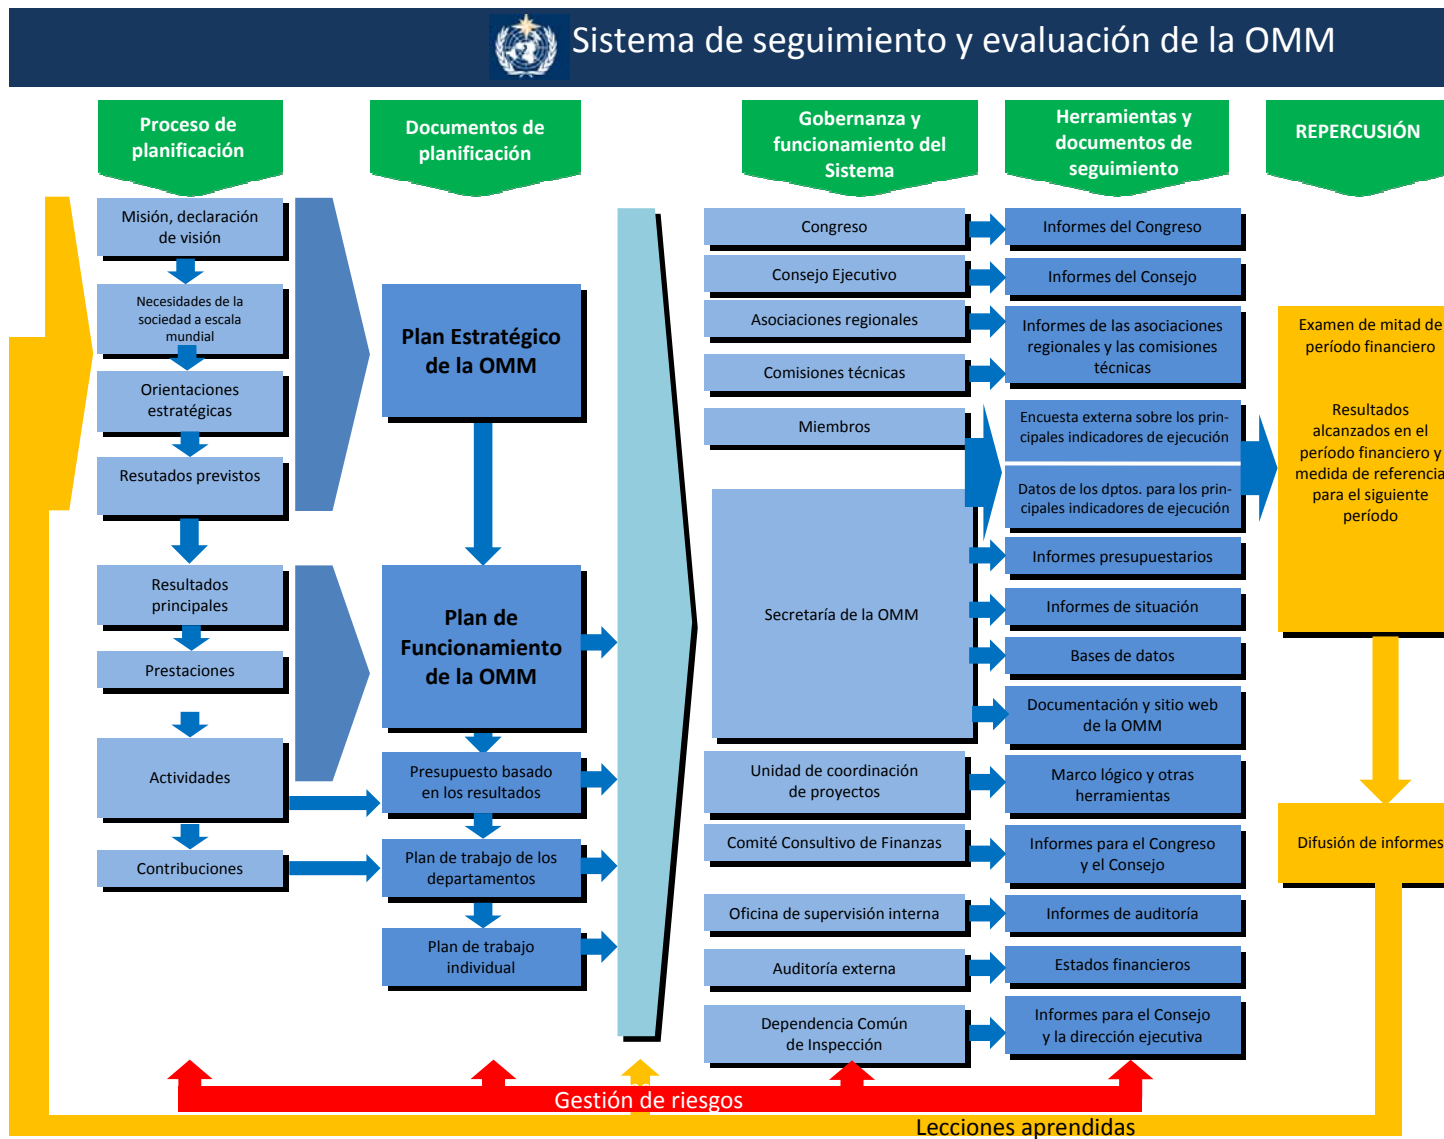 Sistema de seguimiento y evaluación de la OMM
Proceso de
planificación
Misión, declaración
de visión
Necesidades de la
sociedad a escala
mundial
Orientaciones
estratégicas
Resutados previstos
Resultados
principales
Prestaciones
Actividades
Contribuciones
Documentos de
planificación
Plan Estratégico
de la OMM
Plan de
Funcionamiento
de la OMM
Presupuesto basado
en los resultados
Plan de trabajo de los
departamentos
Plan de trabajo
individual
Gobernanza y
funcionamiento del
Sistema
Congreso
Consejo Ejecutivo
Asociaciones regionales
Comisiones técnicas
Miembros
Secretaría de la OMM
Unidad de coordinación
de proyectos
Comité Consultivo de Finanzas
Oficina de supervisión interna
Auditoría externa
Dependencia Común
de Inspección
Herramientas y
documentos de
seguimiento
Informes del Congreso
Informes del Consejo
Informes de las asociaciones
regionales y las comisiones
técnicas
Encuesta externa sobre los prin-
cipales indicadores de ejecución
Datos de los dptos. para los prin-
cipales indicadores de ejecución
Informes presupuestarios
Informes de situación
Bases de datos
Documentación y sitio web
de la OMM
Marco lógico y otras
herramientas
Informes para el Congreso
y el Consejo
Informes de auditoría
Estados financieros
Informes para el Consejo
y la dirección ejecutiva
REPERCUSIÓN
Examen de mitad de
período financiero
Resultados
alcanzados en el
período financiero y
medida de referencia
para el siguiente
período
Difusión de informes
Gestión de riesgos
Lecciones aprendidas